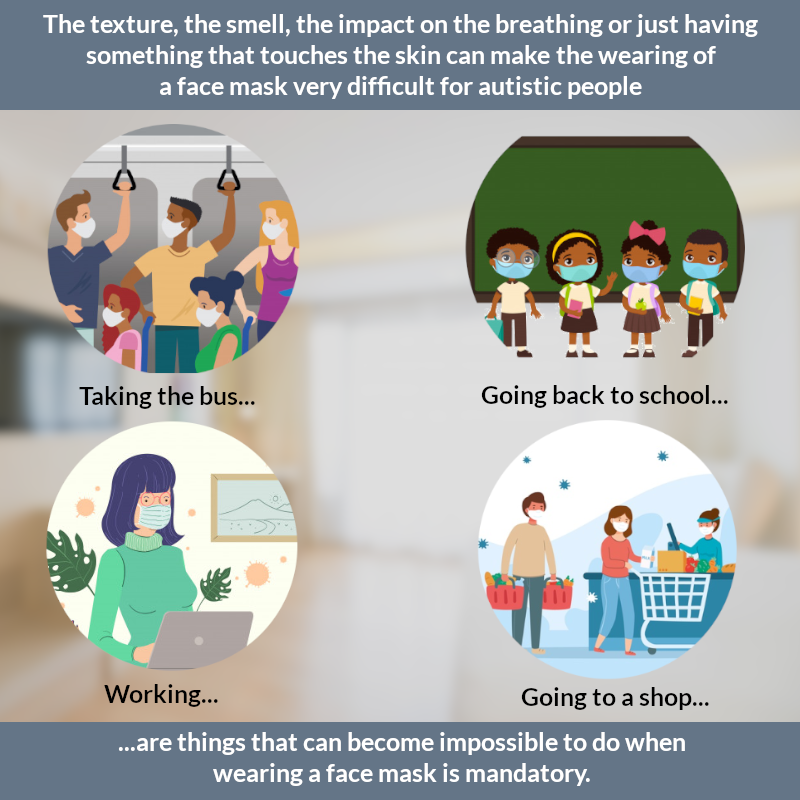 The texture, the smell, the impact on the breathing or just having
something that touches the skin can make the wearing of
a face mask very difficult for autistic people
Taking the bus...
Going back to school...
Working...
Going to a shop...
...are things that can become impossible to do when
wearing a face mask is mandatory.